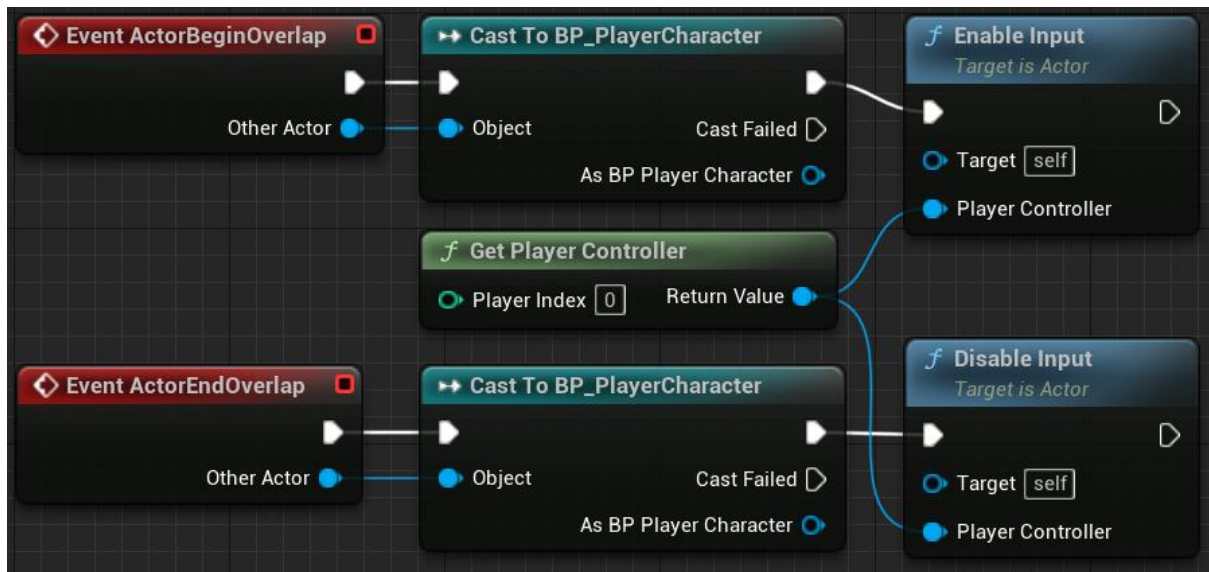 Event ActorBeginOverlap
Other Actor
Cast To BP_PlayerCharacter
Object
Cast Failed
As BP Player Character
f Enable Input
Target is Actor
Target self
Player Controller
f Get Player Controller
Player Index 0
Return Value
Event ActorEndOverlap
Other Actor
Cast To BP_PlayerCharacter
Object
Cast Failed
As BP Player Character
f Disable Input
Target is Actor
Target self
Player Controller